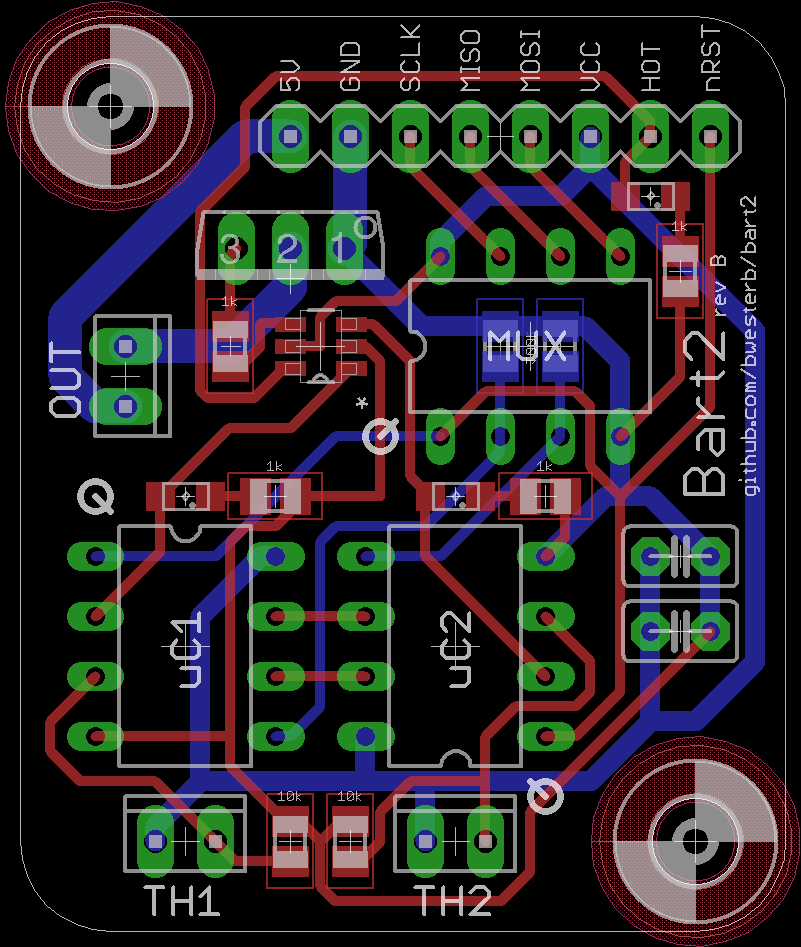 5V
GND
SCLK
MISO
MOSI
VCC
HOT
nRST
3 2 1
1k
1k
MUX
OUT
*
Bart2
rev B
github.com/bwesterb/bart2
1k
1k
uC1
uC2
10k
10k
TH1
TH2